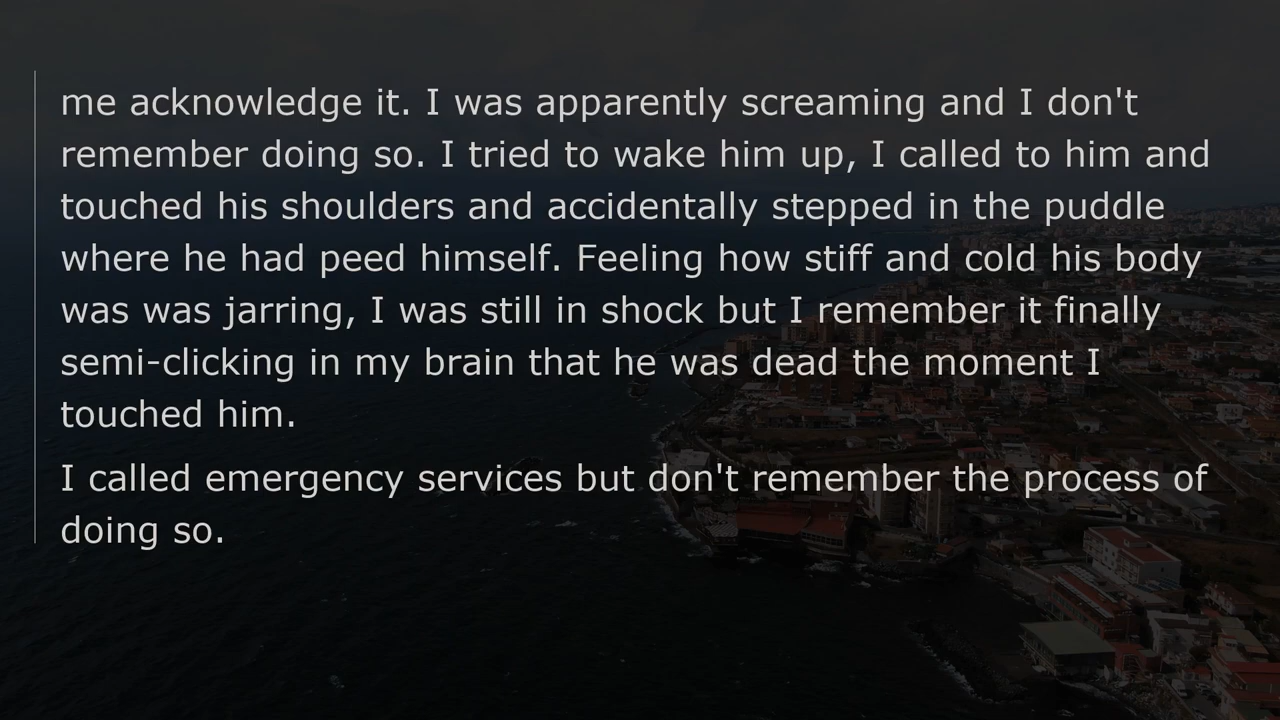 me acknowledge it. I was apparently screaming and I don't
remember doing so. I tried to wake him up, I called to him and
touched his shoulders and accidentally stepped in the puddle
where he had peed himself. Feeling how stiff and cold his body
was was jarring, I was still in shock but I remember it finally
semi-clicking in my brain that he was dead the moment I
touched him.
I called emergency services but don't remember the process of
doing so.